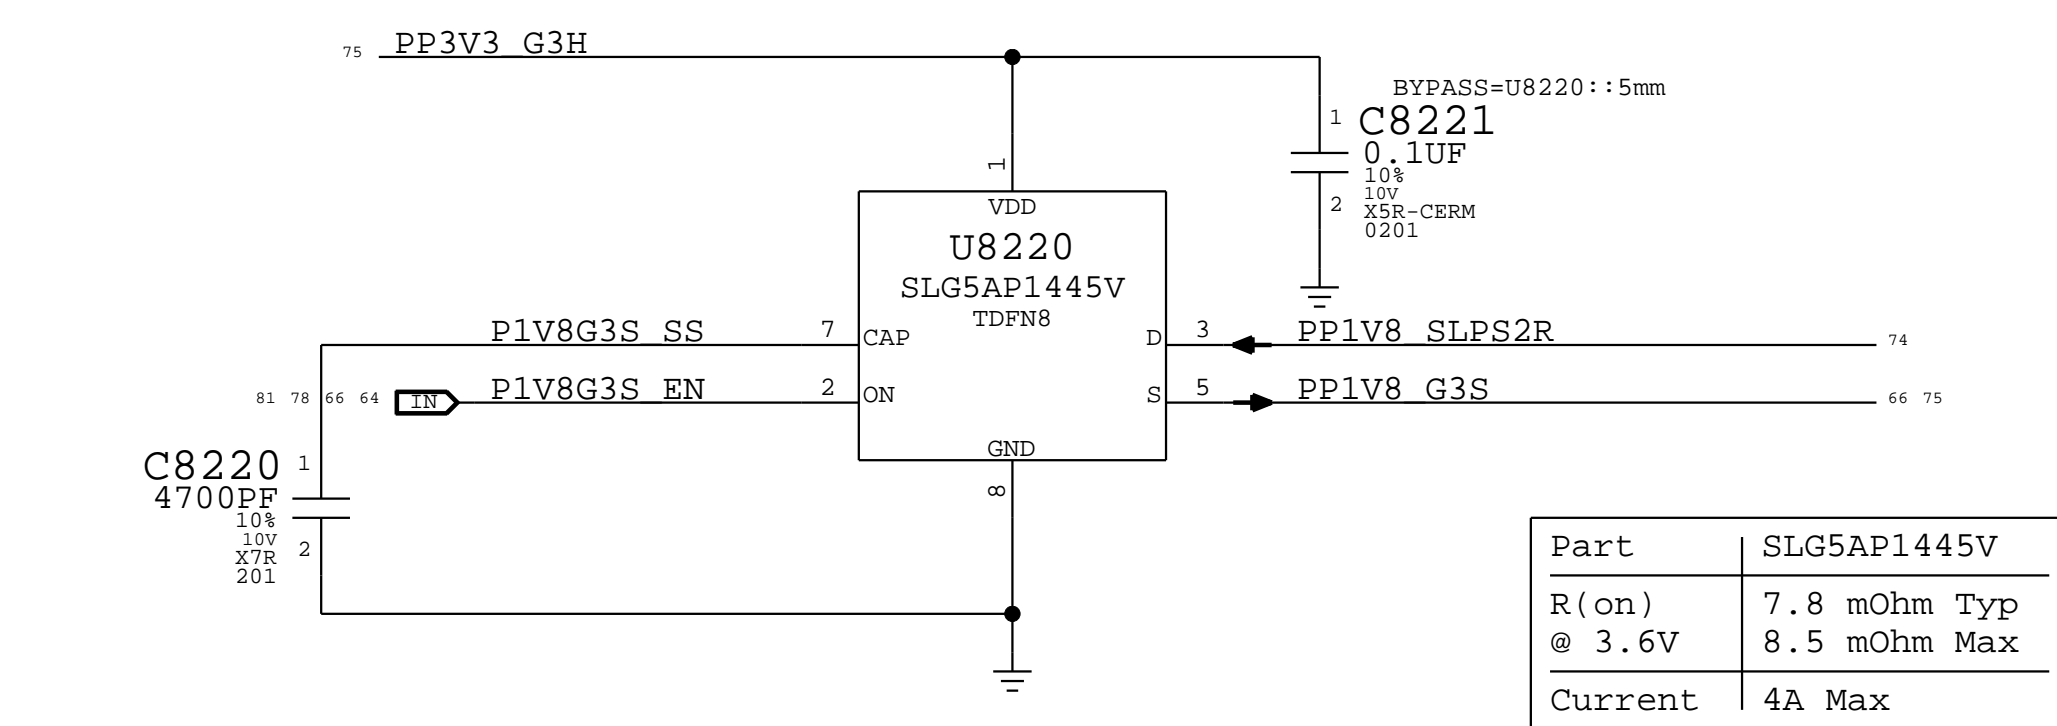 75 PP3V3_G3H
BYPASS=U8220::5mm
1 C8221
0.1UF
10%
10V
2 X5R-CERM
0201
1
VDD
U8220
SLG5AP1445V
TDFN8
P1V8G3S_SS 7 CAP
D 3 PP1V8_SLPS2R 74
81 78 66 64 IN P1V8G3S_EN 2 ON
S 5 PP1V8_G3S 66 75
GND
8
C8220 1
4700PF
10%
10V
X7R 2
201
Part SLG5AP1445V
R(on) 7.8 mOhm Typ
@ 3.6V 8.5 mOhm Max
Current 4A Max